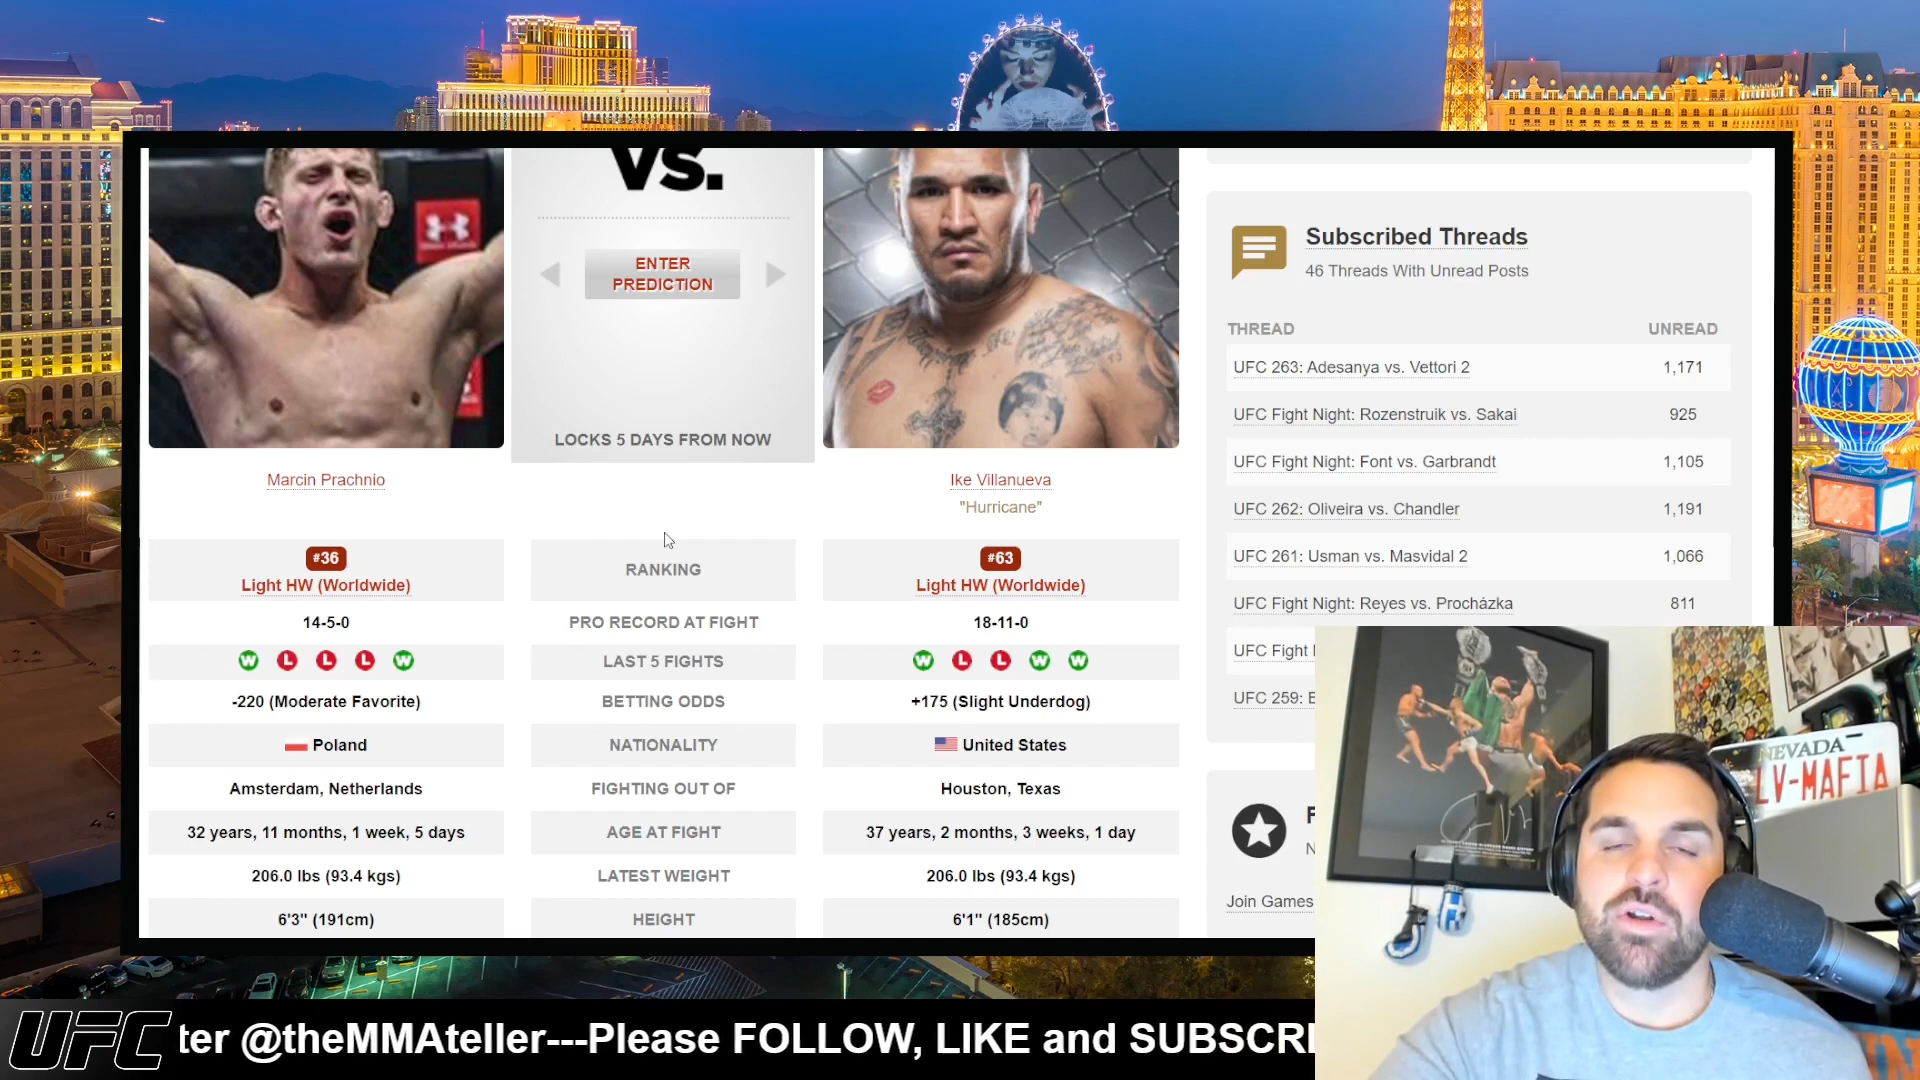 VS.
ENTER
PREDICTION
LOCKS 5 DAYS FROM NOW
Marcin Prachnio
Ike Villanueva
"Hurricane"
#36
Light HW (Worldwide)
RANKING
#63
Light HW (Worldwide)
14-5-0
PRO RECORD AT FIGHT
18-11-0
W L L L W
LAST 5 FIGHTS
W L L W W
-220 (Moderate Favorite)
BETTING ODDS
+175 (Slight Underdog)
Poland
NATIONALITY
United States
Amsterdam, Netherlands
FIGHTING OUT OF
Houston, Texas
32 years, 11 months, 1 week, 5 days
AGE AT FIGHT
37 years, 2 months, 3 weeks, 1 day
206.0 lbs (93.4 kgs)
LATEST WEIGHT
206.0 lbs (93.4 kgs)
6'3" (191cm)
HEIGHT
6'1" (185cm)
Subscribed Threads
46 Threads With Unread Posts
THREAD UNREAD
UFC 263: Adesanya vs. Vettori 2 1,171
UFC Fight Night: Rozenstruik vs. Sakai 925
UFC Fight Night: Font vs. Garbrandt 1,105
UFC 262: Oliveira vs. Chandler 1,191
UFC 261: Usman vs. Masvidal 2 1,066
UFC Fight Night: Reyes vs. Procházka 811
UFC Fight
UFC 259:
Join Games
NEVADA
LV-MAFIA
UFC
ter @theMMAteller---Please FOLLOW, LIKE and SUBSCRI